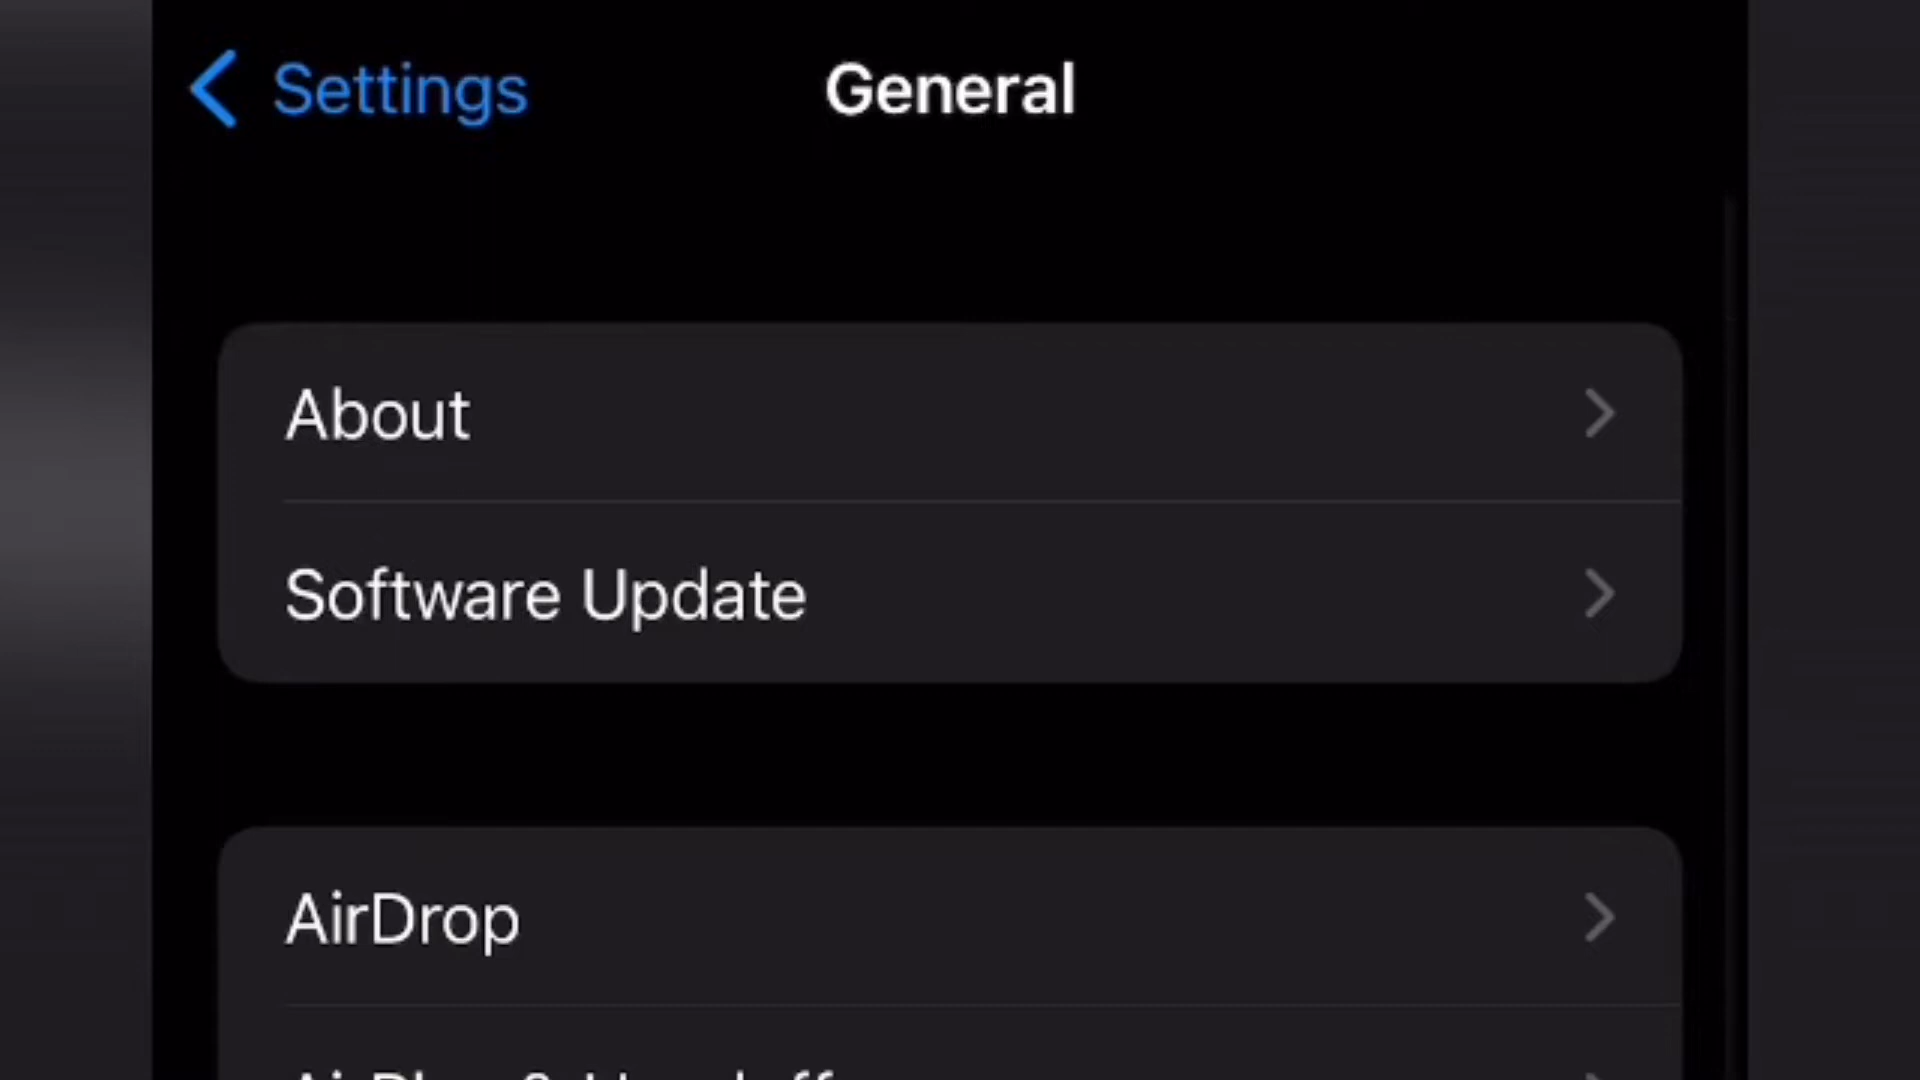 Settings
General
About
Software Update
AirDrop